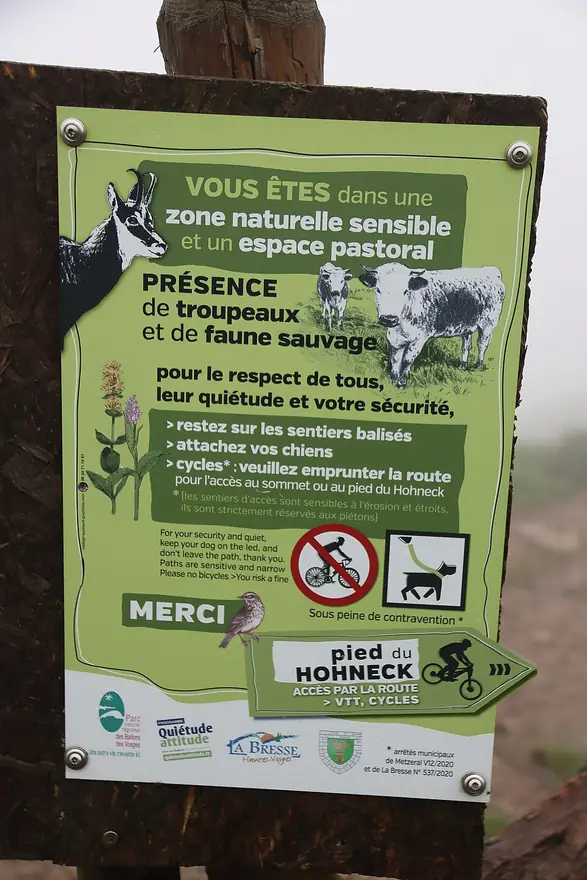 VOUS ÊTES dans une
zone naturelle sensible
et un espace pastoral
PRÉSENCE
de troupeaux
et de faune sauvage
pour le respect de tous,
leur quiétude et votre sécurité,
> restez sur les sentiers balisés
> attachez vos chiens
> cycles* : veuillez emprunter la route
pour l'accès au sommet ou au pied du Hohneck
* (les sentiers d'accès sont sensibles à l'érosion et étroits,
ils sont strictement réservés aux piétons)
For your security and quiet,
keep your dog on the led, and
don't leave the path, thank you.
Paths are sensitive and narrow
Please no bicycles >You risk a fine
Sous peine de contravention *
MERCI
pied du
HOHNECK
ACCÈS PAR LA ROUTE
> VTT, CYCLES
Parc
naturel
régional
des Ballons
des Vosges
Une autre vie s'invente ici
PROGRAMME
Quiétude
attitude
LA BRESSE
Hautes-Vosges
* arrêtés municipaux
de Metzeral V12/2020
et de La Bresse N° 537/2020